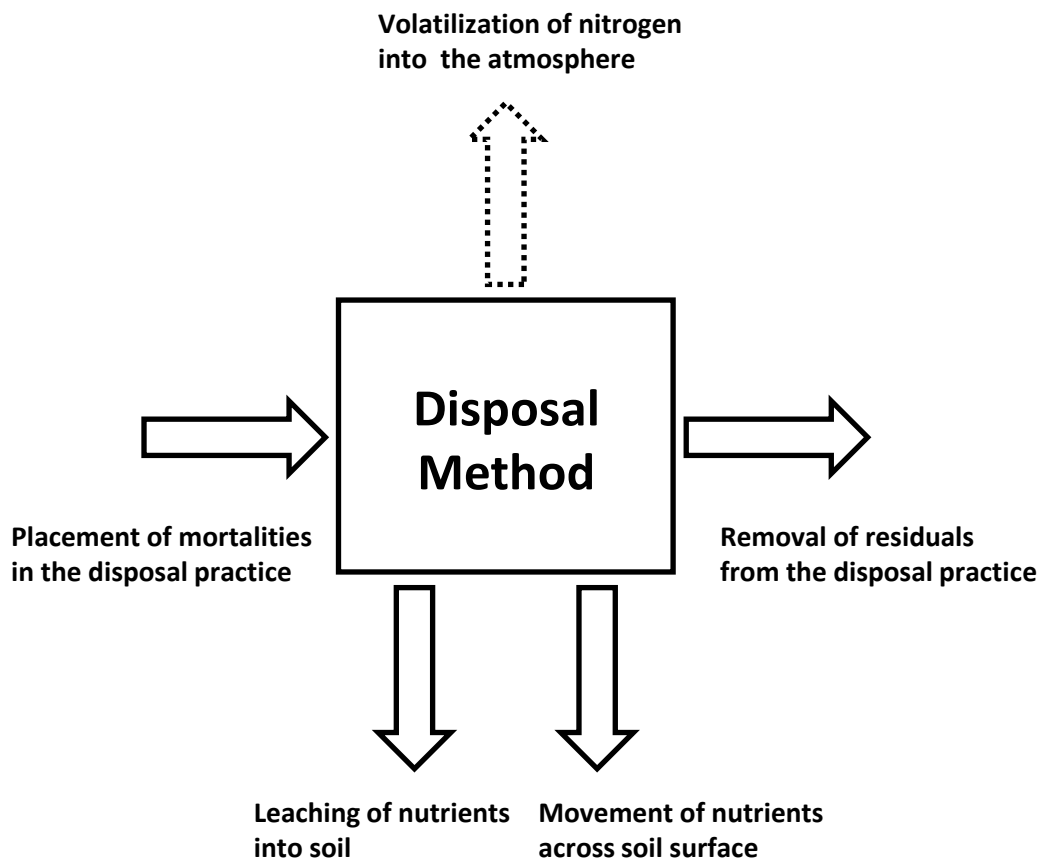 Volatilization of nitrogen
into the atmosphere
Disposal
Method
Placement of mortalities
in the disposal practice
Removal of residuals
from the disposal practice
Leaching of nutrients
into soil
Movement of nutrients
across soil surface